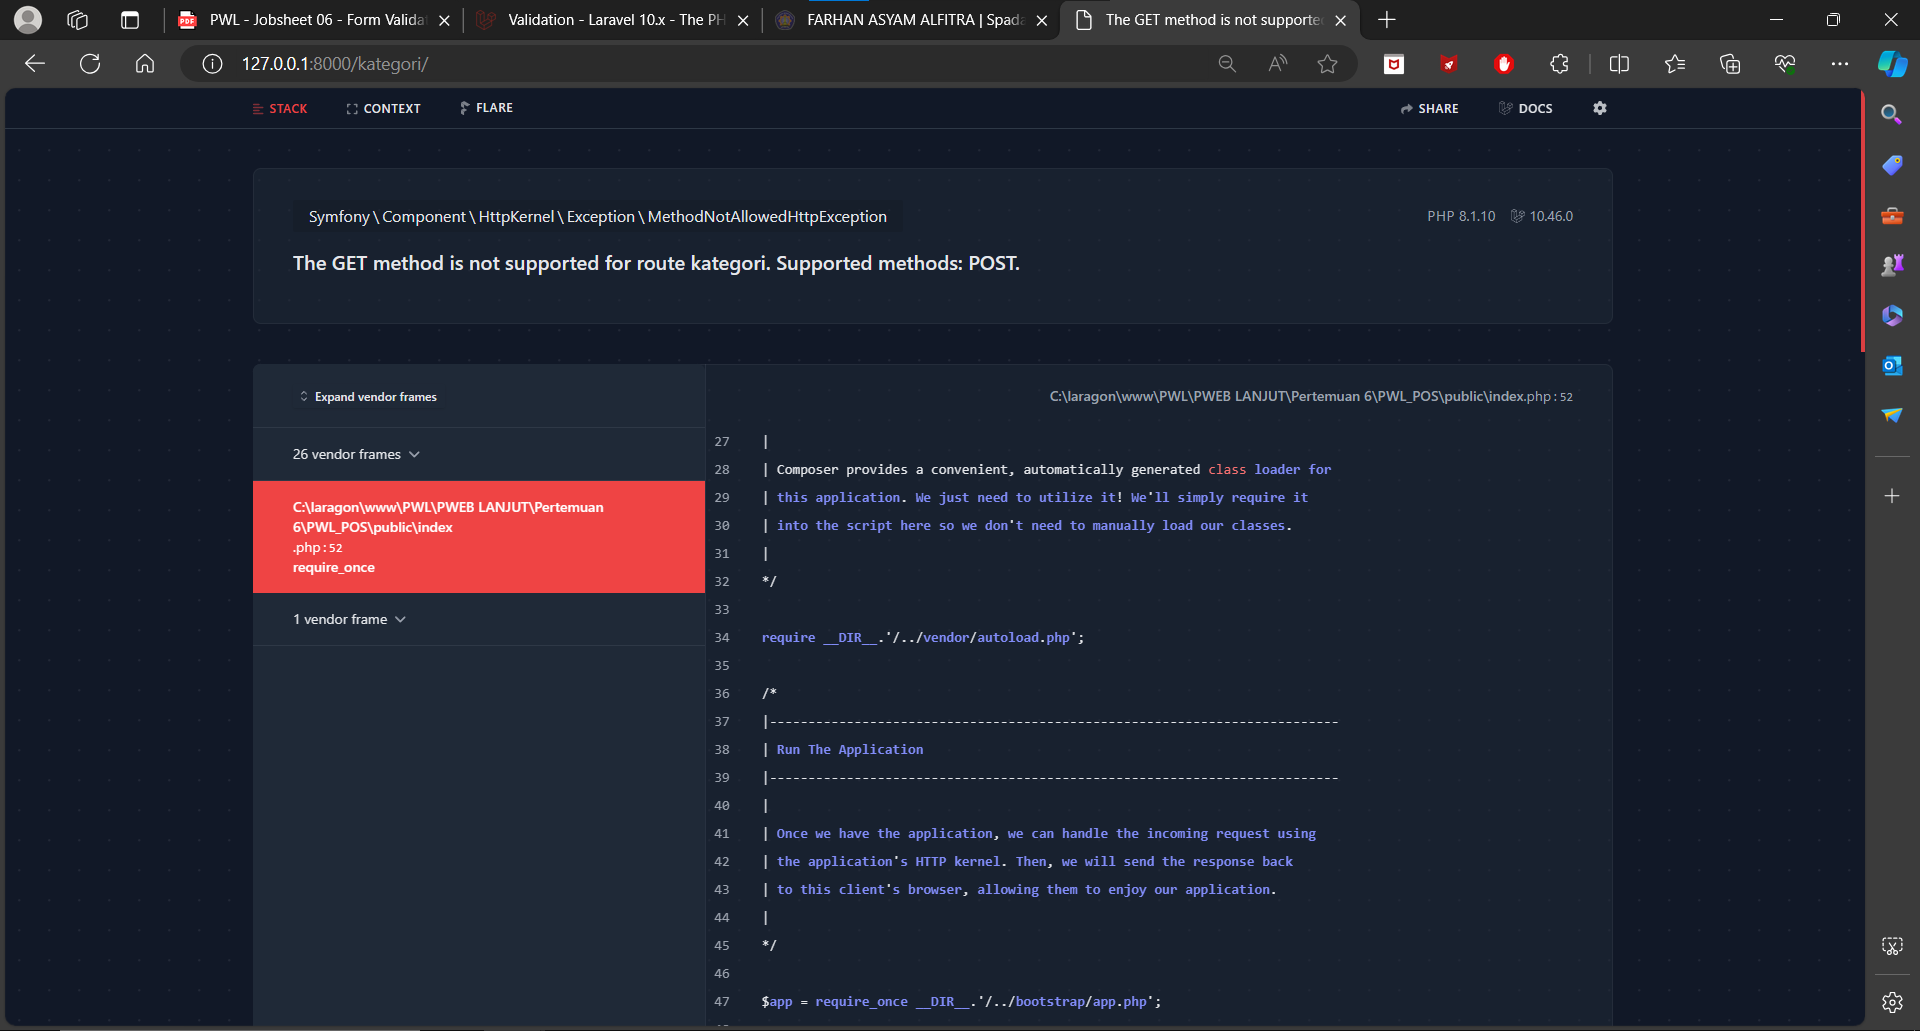 PWL - Jobsheet 06 - Form Valida
Validation - Laravel 10.x - The PH
FARHAN ASYAM ALFITRA | Spada
The GET method is not supporte
127.0.0.1:8000/kategori/
STACK
CONTEXT
FLARE
SHARE
DOCS
Symfony \ Component \ HttpKernel \ Exception \ MethodNotAllowedHttpException
PHP 8.1.10
10.46.0
The GET method is not supported for route kategori. Supported methods: POST.
Expand vendor frames
26 vendor frames
C:\laragon\www\PWL\PWEB LANJUT\Pertemuan
6\PWL_POS\public\index
.php : 52
require_once
1 vendor frame
C:\laragon\www\PWL\PWEB LANJUT\Pertemuan 6\PWL_POS\public\index.php : 52
27 |
28 | Composer provides a convenient, automatically generated class loader for
29 | this application. We just need to utilize it! We'll simply require it
30 | into the script here so we don't need to manually load our classes.
31 |
32 */
33
34 require __DIR__.'/../vendor/autoload.php';
35
36 /*
37 |--------------------------------------------------------------------------
38 | Run The Application
39 |--------------------------------------------------------------------------
40 |
41 | Once we have the application, we can handle the incoming request using
42 | the application's HTTP kernel. Then, we will send the response back
43 | to this client's browser, allowing them to enjoy our application.
44 |
45 */
46
47 $app = require_once __DIR__.'/../bootstrap/app.php';